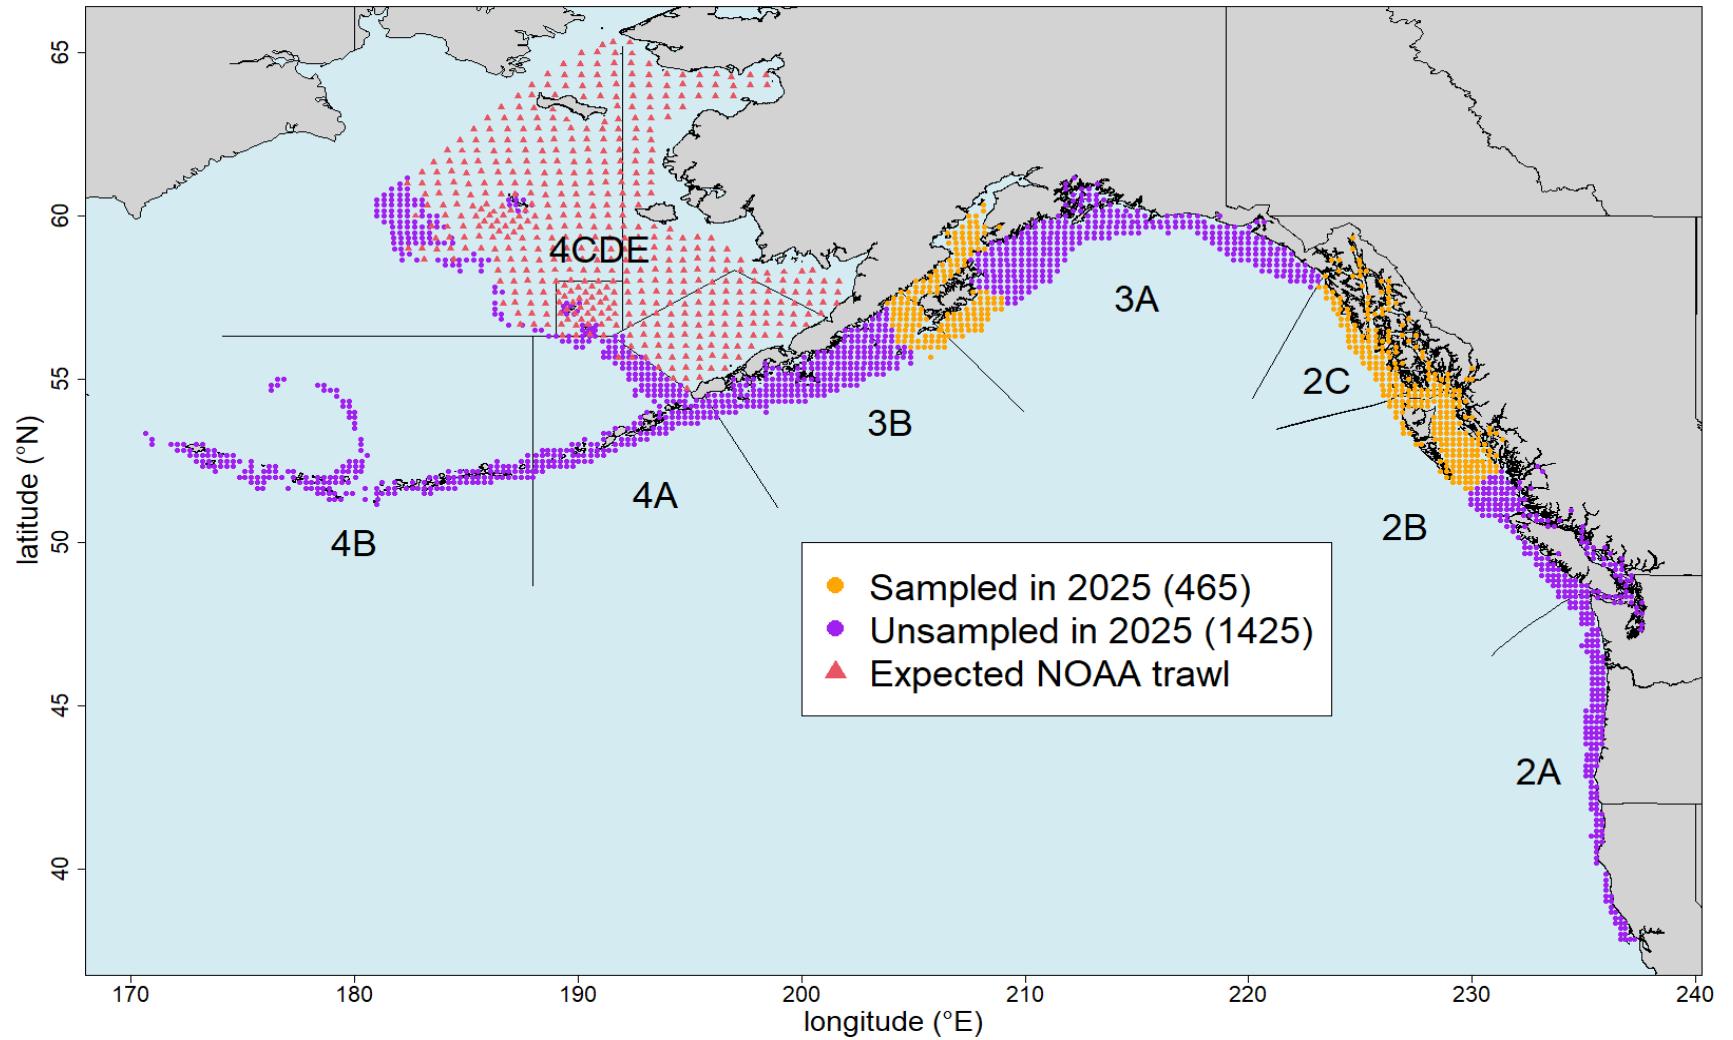 65
60
55
50
45
40
latitude (°N)
4CDE
3A
2C
3B
4A
2B
4B
2A
Sampled in 2025 (465)
Unsampled in 2025 (1425)
Expected NOAA trawl
170 180 190 200 210 220 230 240
longitude (°E)